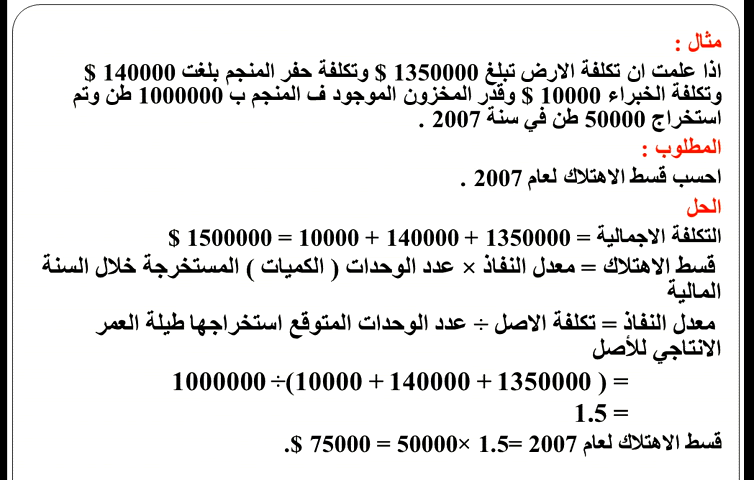 مثال :
اذا علمت ان تكلفة الارض تبلغ 1350000 $ وتكلفة حفر المنجم بلغت 140000 $
وتكلفة الخبراء 10000 $ وقدر المخزون الموجود ف المنجم ب 1000000 طن وتم
استخراج 50000 طن في سنة 2007 .
المطلوب :
احسب قسط الاهتلاك لعام 2007 .
الحل
التكلفة الاجمالية = 1350000 + 140000 + 10000 = 1500000 $
قسط الاهتلاك = معدل النفاذ × عدد الوحدات ( الكميات ) المستخرجة خلال السنة
المالية
معدل النفاذ = تكلفة الاصل ÷ عدد الوحدات المتوقع استخراجها طيلة العمر
الانتاجي للأصل
= ( 1350000 + 140000 + 10000)÷ 1000000
= 1.5
قسط الاهتلاك لعام 2007 =1.5 ×50000 = 75000 $.